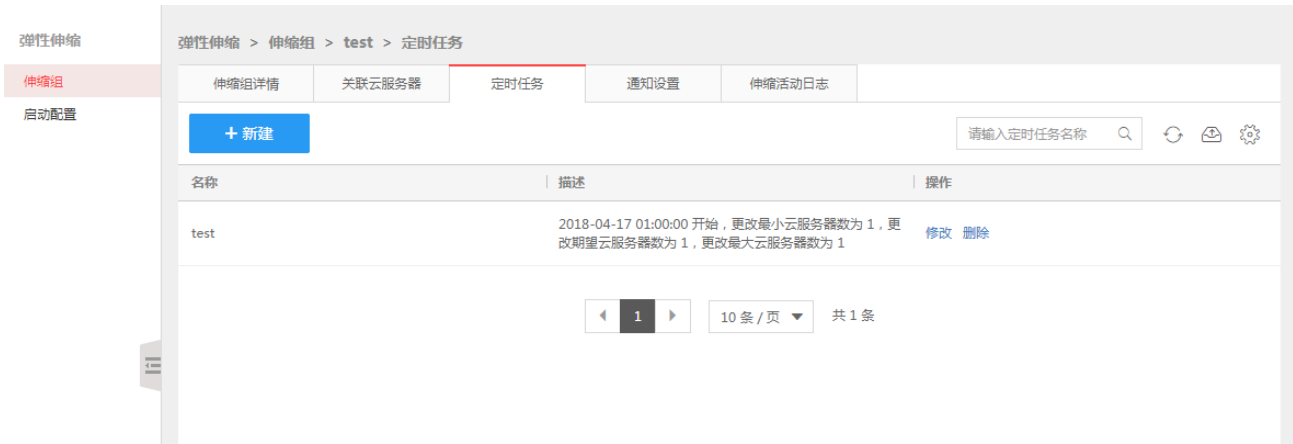 弹性伸缩
伸缩组
启动配置
弹性伸缩 > 伸缩组 > test > 定时任务
伸缩组详情 关联云服务器 定时任务 通知设置 伸缩活动日志
+ 新建 请输入定时任务名称
名称 描述 操作
test 2018-04-17 01:00:00 开始，更改最小云服务器数为 1，更 修改 删除
改期望云服务器数为 1，更改最大云服务器数为 1
1 10 条 / 页 共 1 条